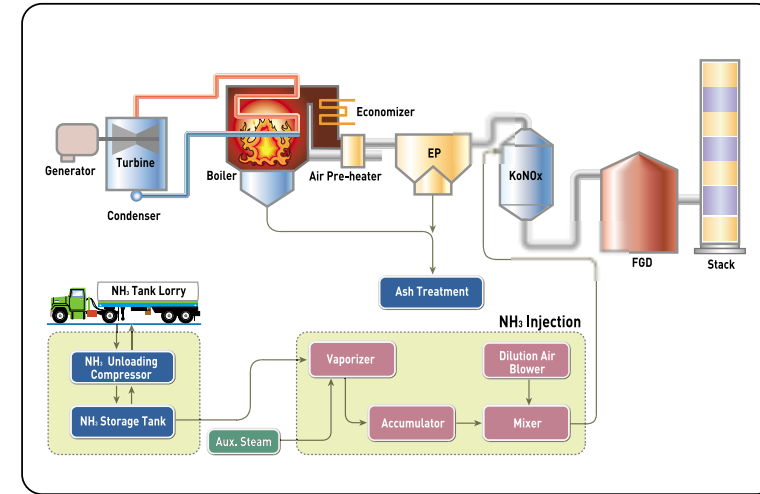 Economizer
EP
Turbine
KoNOx
Generator
Boiler
Air Pre-heater
Condenser
FGD
Stack
Ash Treatment
NH₃ Tank Lorry
NH₃ Injection
NH₃ Unloading
Compressor
Vaporizer
Dilution Air
Blower
NH₃ Storage Tank
Accumulator
Mixer
Aux. Steam